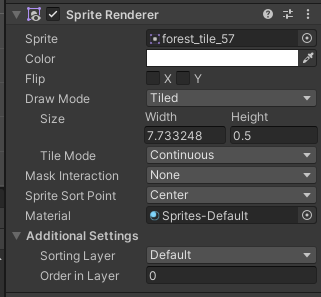 Sprite Renderer
Sprite forest_tile_57
Color
Flip X Y
Draw Mode Tiled
Size Width Height
7.733248 0.5
Tile Mode Continuous
Mask Interaction None
Sprite Sort Point Center
Material Sprites-Default
Additional Settings
Sorting Layer Default
Order in Layer 0